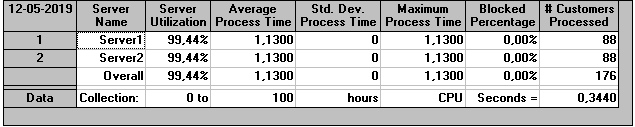 12-05-2019 Server Name Server Utilization Average Process Time Std. Dev. Process Time Maximum Process Time Blocked Percentage # Customers Processed
1 Server1 99,44% 1,1300 0 1,1300 0,00% 88
2 Server2 99,44% 1,1300 0 1,1300 0,00% 88
Overall 99,44% 1,1300 0 1,1300 0,00% 176
Data Collection: 0 to 100 hours CPU Seconds = 0,3440